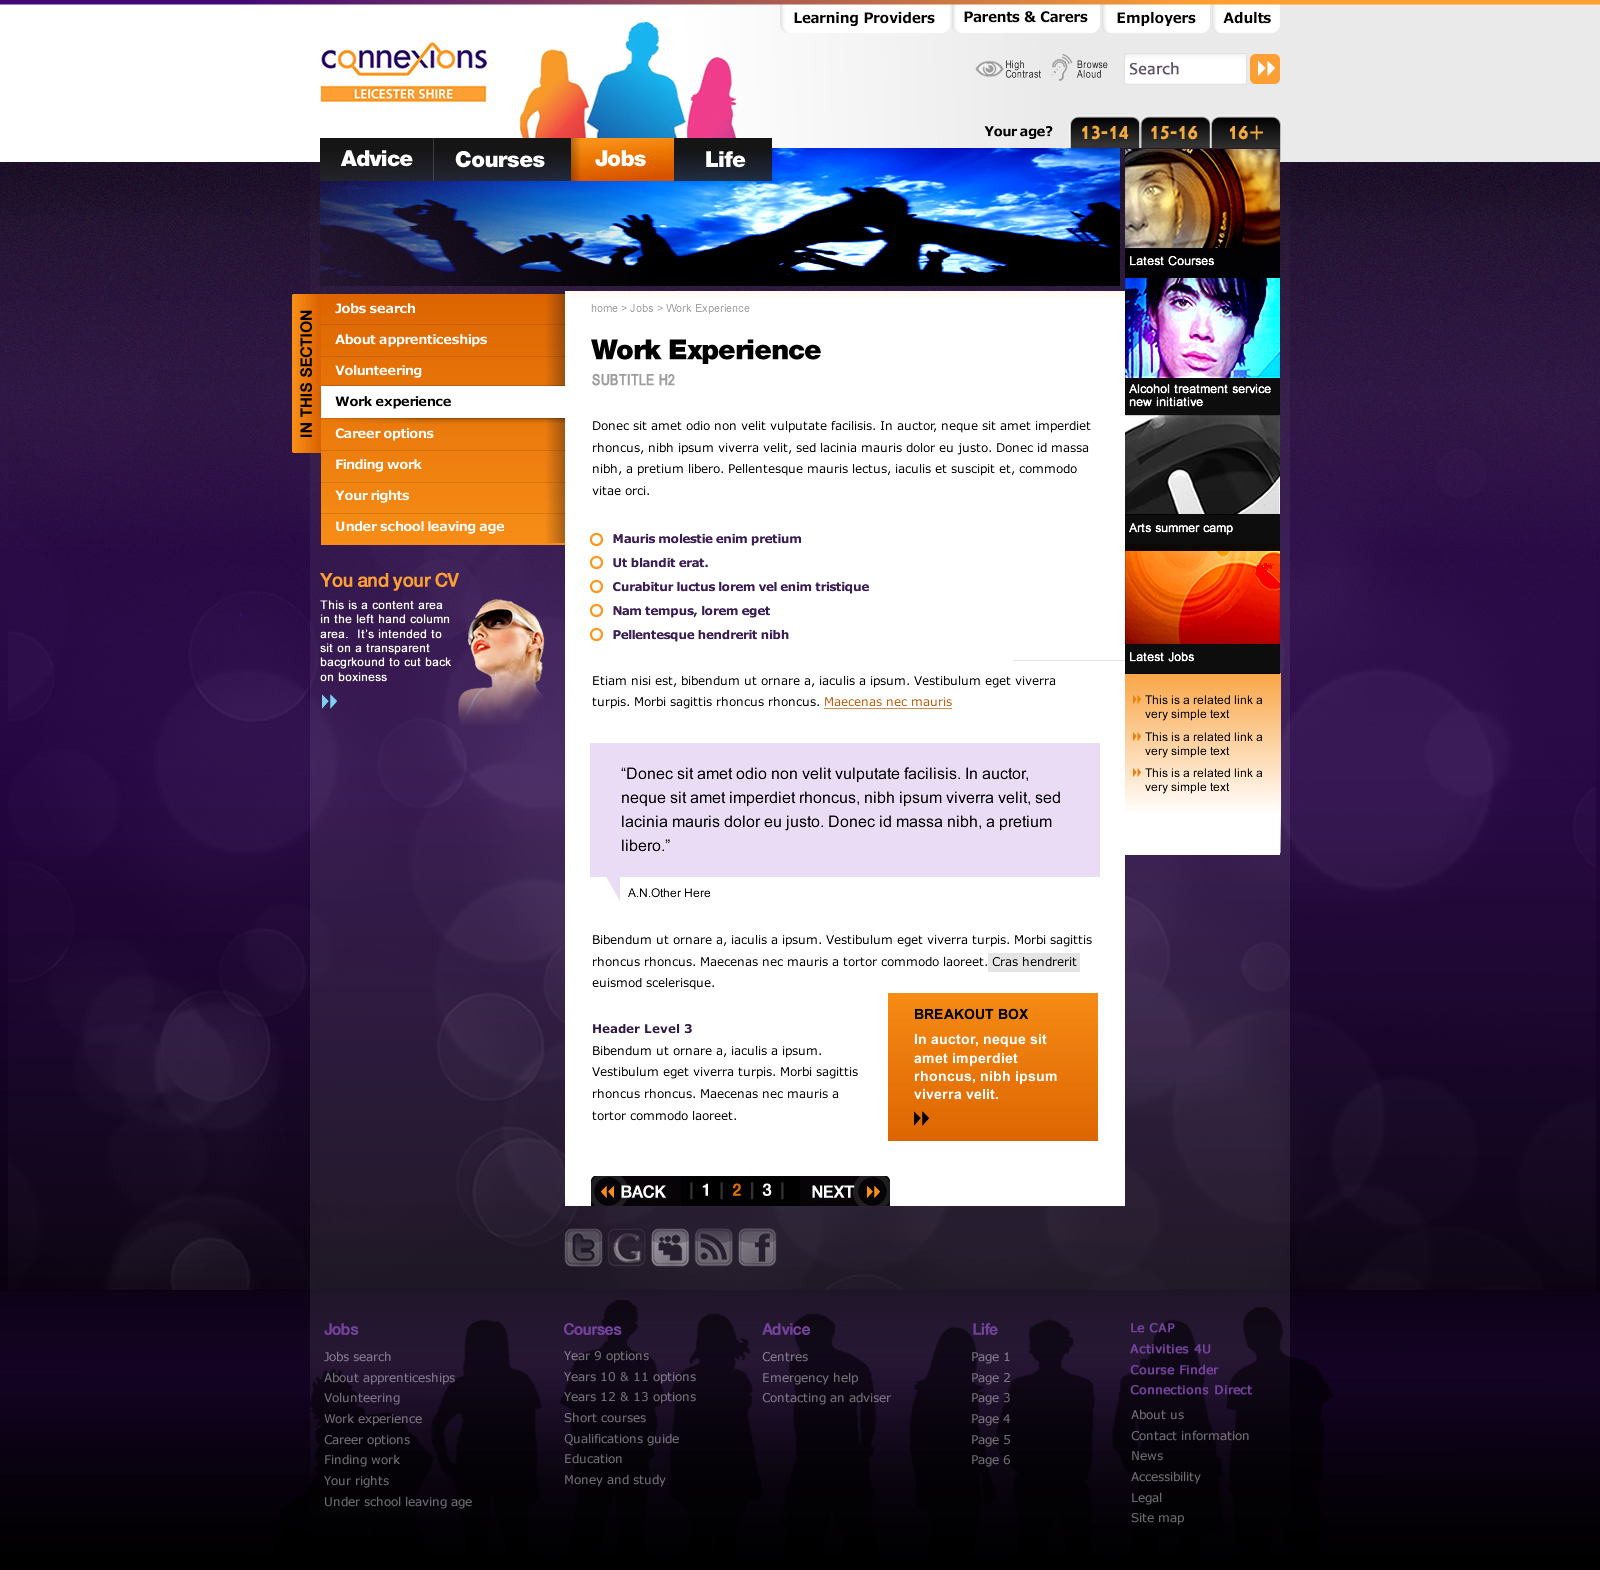 Learning Providers
Parents & Carers
Employers
Adults
connexions
LEICESTER SHIRE
High
Contrast
Browse
Aloud
Search
Your age?
13-14
15-16
16+
Advice
Courses
Jobs
Life
Latest Courses
Alcohol treatment service
new initiative
Arts summer camp
Latest Jobs
This is a related link a
very simple text
This is a related link a
very simple text
This is a related link a
very simple text
IN THIS SECTION
Jobs search
About apprenticeships
Volunteering
Work experience
Career options
Finding work
Your rights
Under school leaving age
You and your CV
This is a content area
in the left hand column
area. It's intended to
sit on a transparent
bacgrkound to cut back
on boxiness
home > Jobs > Work Experience
Work Experience
SUBTITLE H2
Donec sit amet odio non velit vulputate facilisis. In auctor, neque sit amet imperdiet
rhoncus, nibh ipsum viverra velit, sed lacinia mauris dolor eu justo. Donec id massa
nibh, a pretium libero. Pellentesque mauris lectus, iaculis et suscipit et, commodo
vitae orci.
Mauris molestie enim pretium
Ut blandit erat.
Curabitur luctus lorem vel enim tristique
Nam tempus, lorem eget
Pellentesque hendrerit nibh
Etiam nisi est, bibendum ut ornare a, iaculis a ipsum. Vestibulum eget viverra
turpis. Morbi sagittis rhoncus rhoncus. Maecenas nec mauris
“Donec sit amet odio non velit vulputate facilisis. In auctor,
neque sit amet imperdiet rhoncus, nibh ipsum viverra velit, sed
lacinia mauris dolor eu justo. Donec id massa nibh, a pretium
libero.”
A.N.Other Here
Bibendum ut ornare a, iaculis a ipsum. Vestibulum eget viverra turpis. Morbi sagittis
rhoncus rhoncus. Maecenas nec mauris a tortor commodo laoreet. Cras hendrerit
euismod scelerisque.
Header Level 3
Bibendum ut ornare a, iaculis a ipsum.
Vestibulum eget viverra turpis. Morbi sagittis
rhoncus rhoncus. Maecenas nec mauris a
tortor commodo laoreet.
BREAKOUT BOX
In auctor, neque sit
amet imperdiet
rhoncus, nibh ipsum
viverra velit.
BACK | 1 | 2 | 3 | NEXT
Jobs
Jobs search
About apprenticeships
Volunteering
Work experience
Career options
Finding work
Your rights
Under school leaving age
Courses
Year 9 options
Years 10 & 11 options
Years 12 & 13 options
Short courses
Qualifications guide
Education
Money and study
Advice
Centres
Emergency help
Contacting an adviser
Life
Page 1
Page 2
Page 3
Page 4
Page 5
Page 6
Le CAP
Activities 4U
Course Finder
Connections Direct
About us
Contact information
News
Accessibility
Legal
Site map